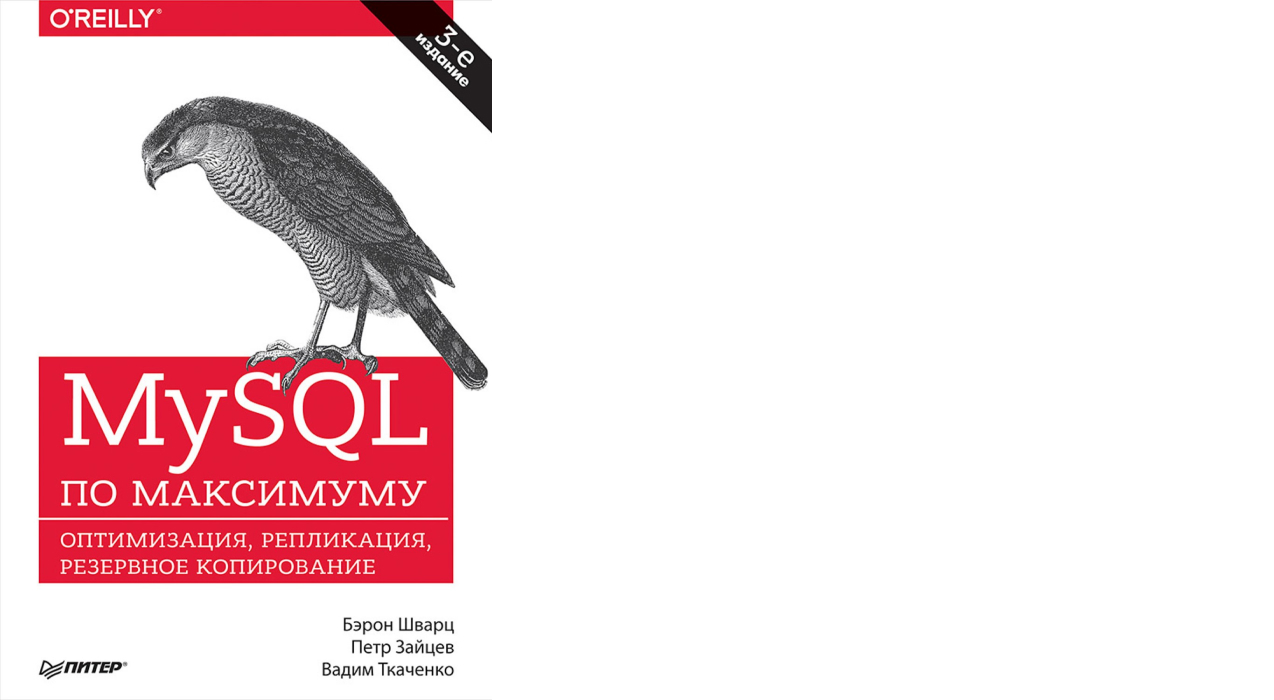 O'REILLY®
3-е
издание
MySQL
ПО МАКСИМУМУ
ОПТИМИЗАЦИЯ, РЕПЛИКАЦИЯ,
РЕЗЕРВНОЕ КОПИРОВАНИЕ
Бэрон Шварц
Петр Зайцев
Вадим Ткаченко
ПИТЕР®